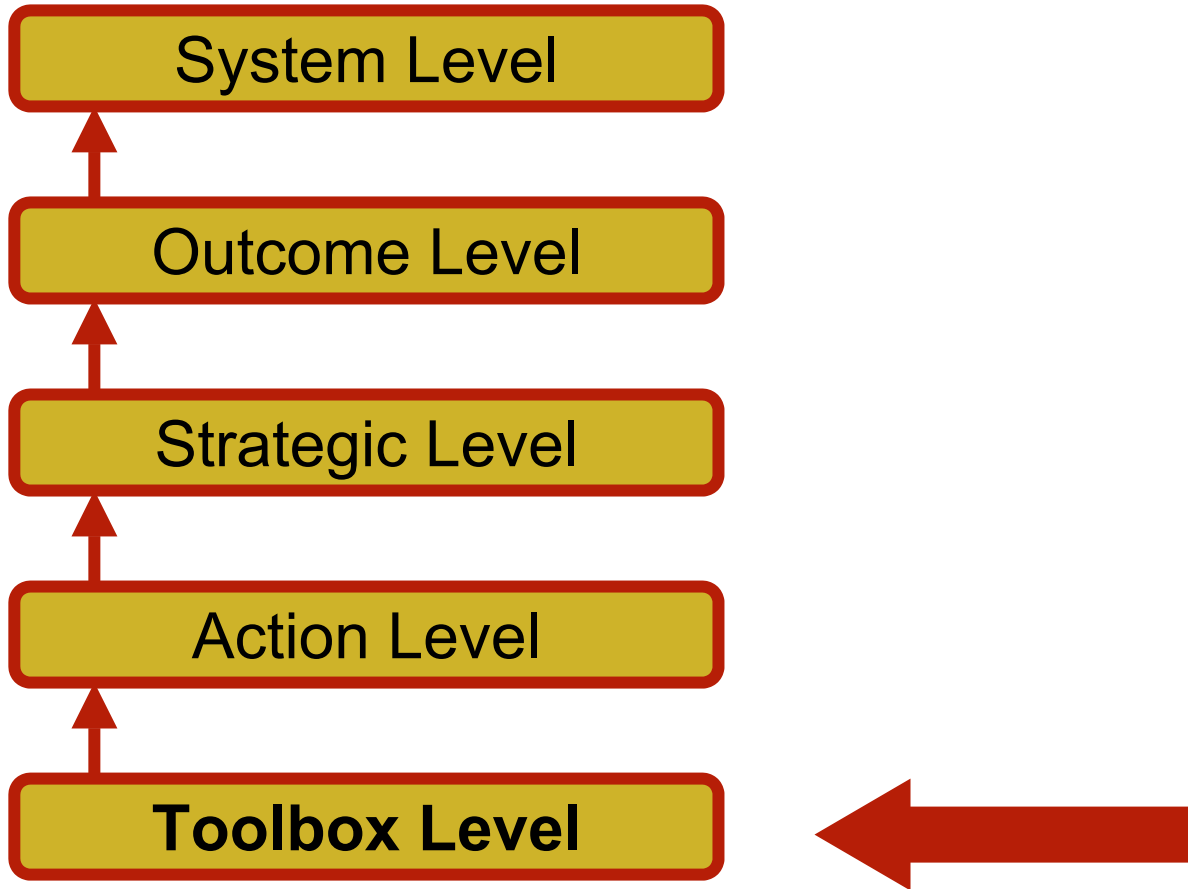 System Level
Outcome Level
Strategic Level
Action Level
Toolbox Level